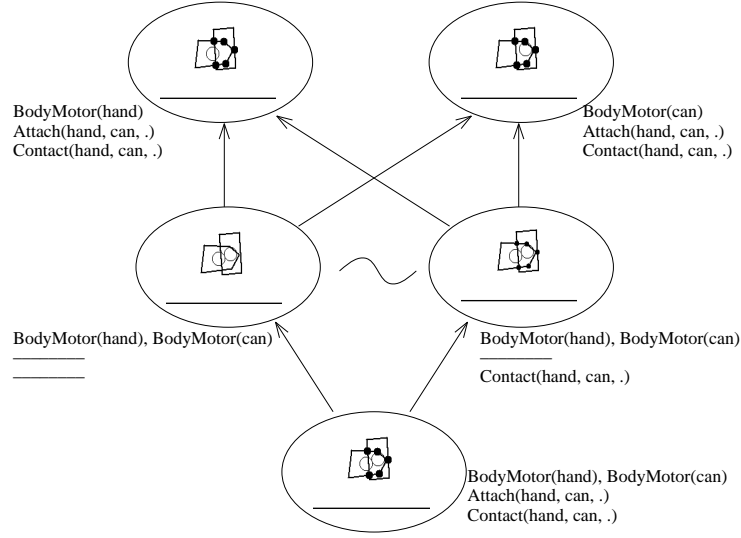 BodyMotor(hand)
Attach(hand, can, .)
Contact(hand, can, .)
BodyMotor(can)
Attach(hand, can, .)
Contact(hand, can, .)
BodyMotor(hand), BodyMotor(can)
BodyMotor(hand), BodyMotor(can)
Contact(hand, can, .)
BodyMotor(hand), BodyMotor(can)
Attach(hand, can, .)
Contact(hand, can, .)